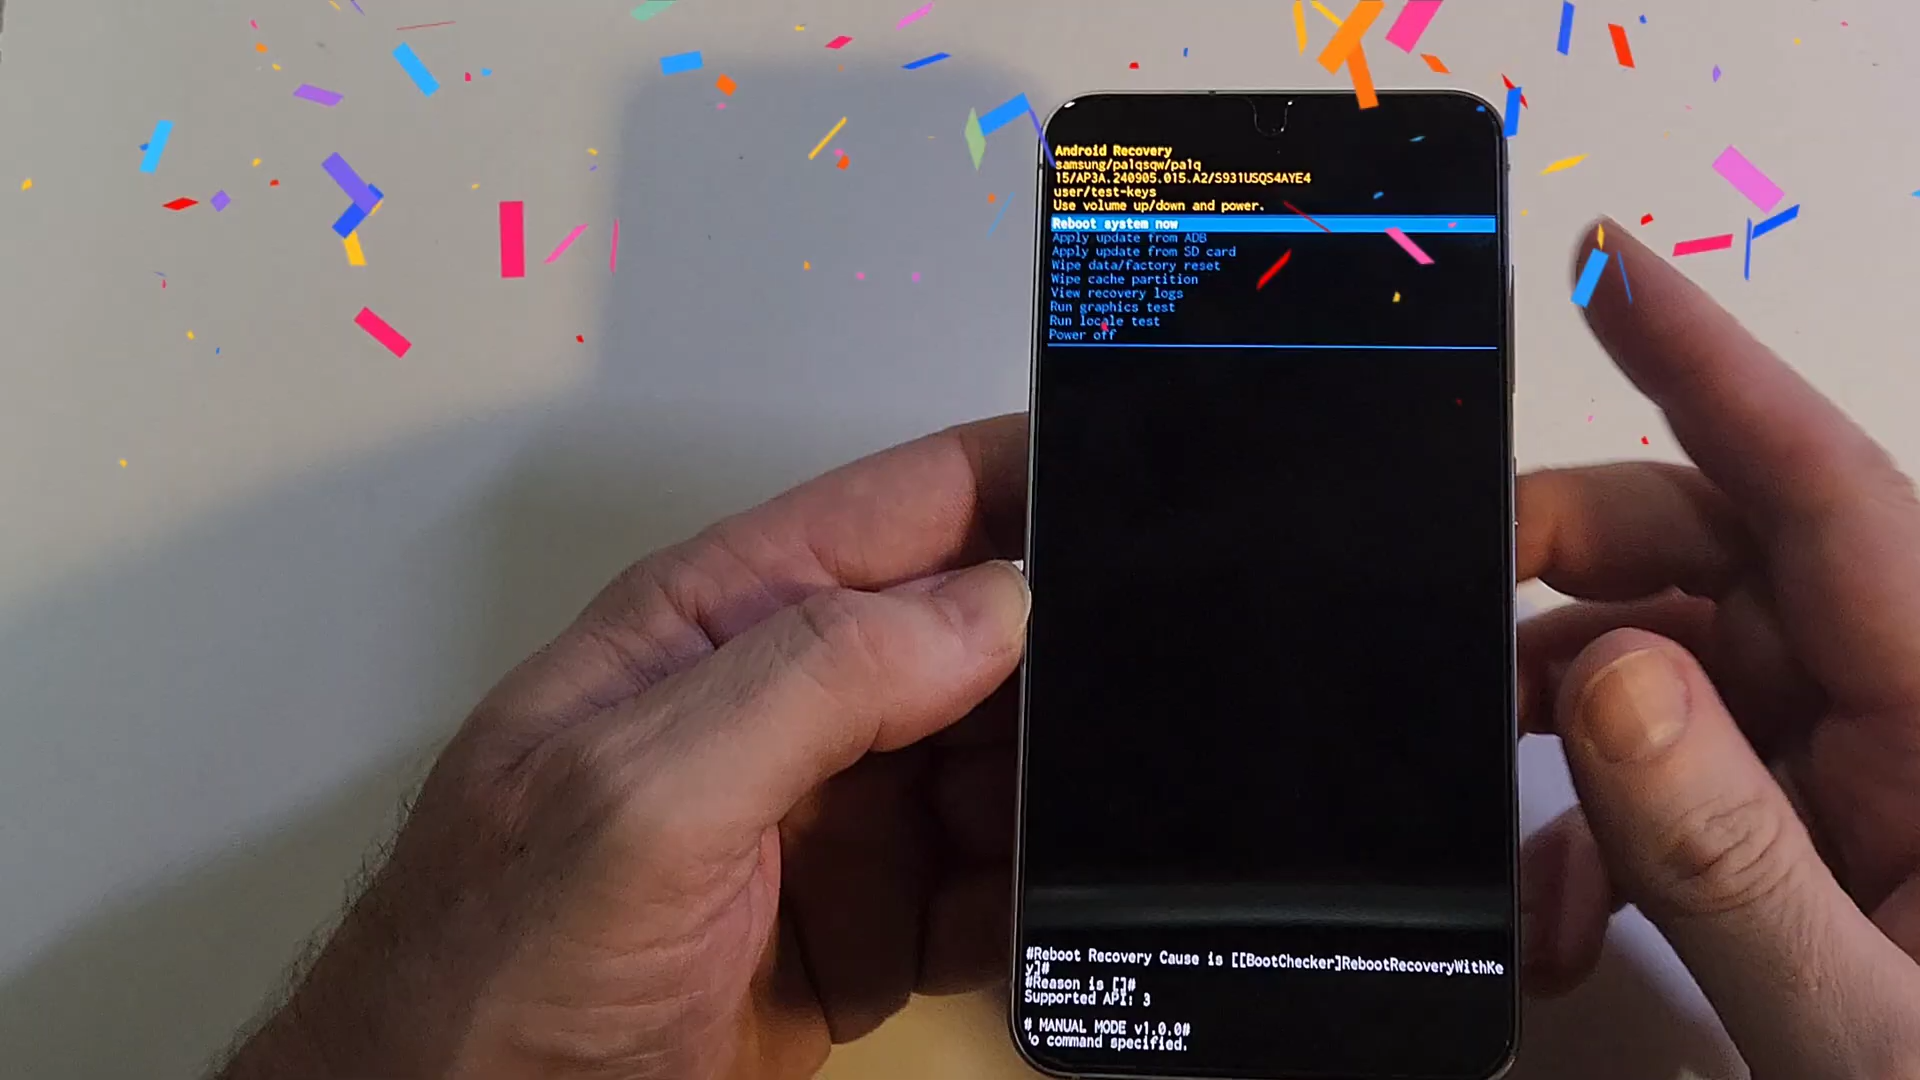 Android Recovery
samsung/pa1qsqw/pa1q
15/AP3A.240905.015.A2/S931USQS4AYE4
user/test-keys
Use volume up/down and power.
Reboot system now
Apply update from ADB
Apply update from SD card
Wipe data/factory reset
Wipe cache partition
View recovery logs
Run graphics test
Run locale test
Power off
#Reboot Recovery Cause is [[BootChecker]RebootRecoveryWithKe
y]#
#Reason is []#
Supported API: 3
# MANUAL MODE v1.0.0#
o command specified.